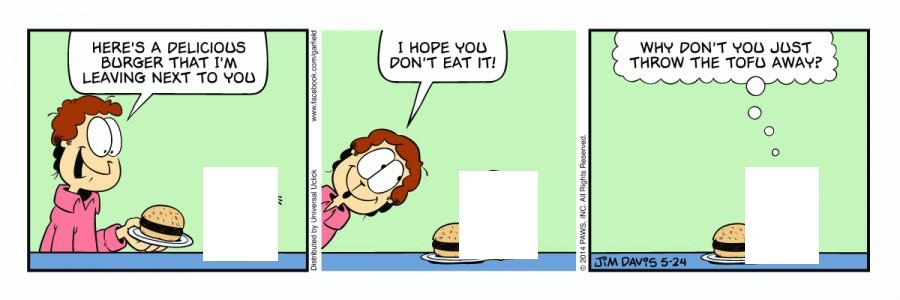 HERE'S A DELICIOUS
BURGER THAT I'M
LEAVING NEXT TO YOU
www.facebook.com/garfield
Distributed by Universal Uclick
I HOPE YOU
DON'T EAT IT!
© 2014 PAWS, INC. All Rights Reserved.
WHY DON'T YOU JUST
THROW THE TOFU AWAY?
JIM DAVIS 5-24